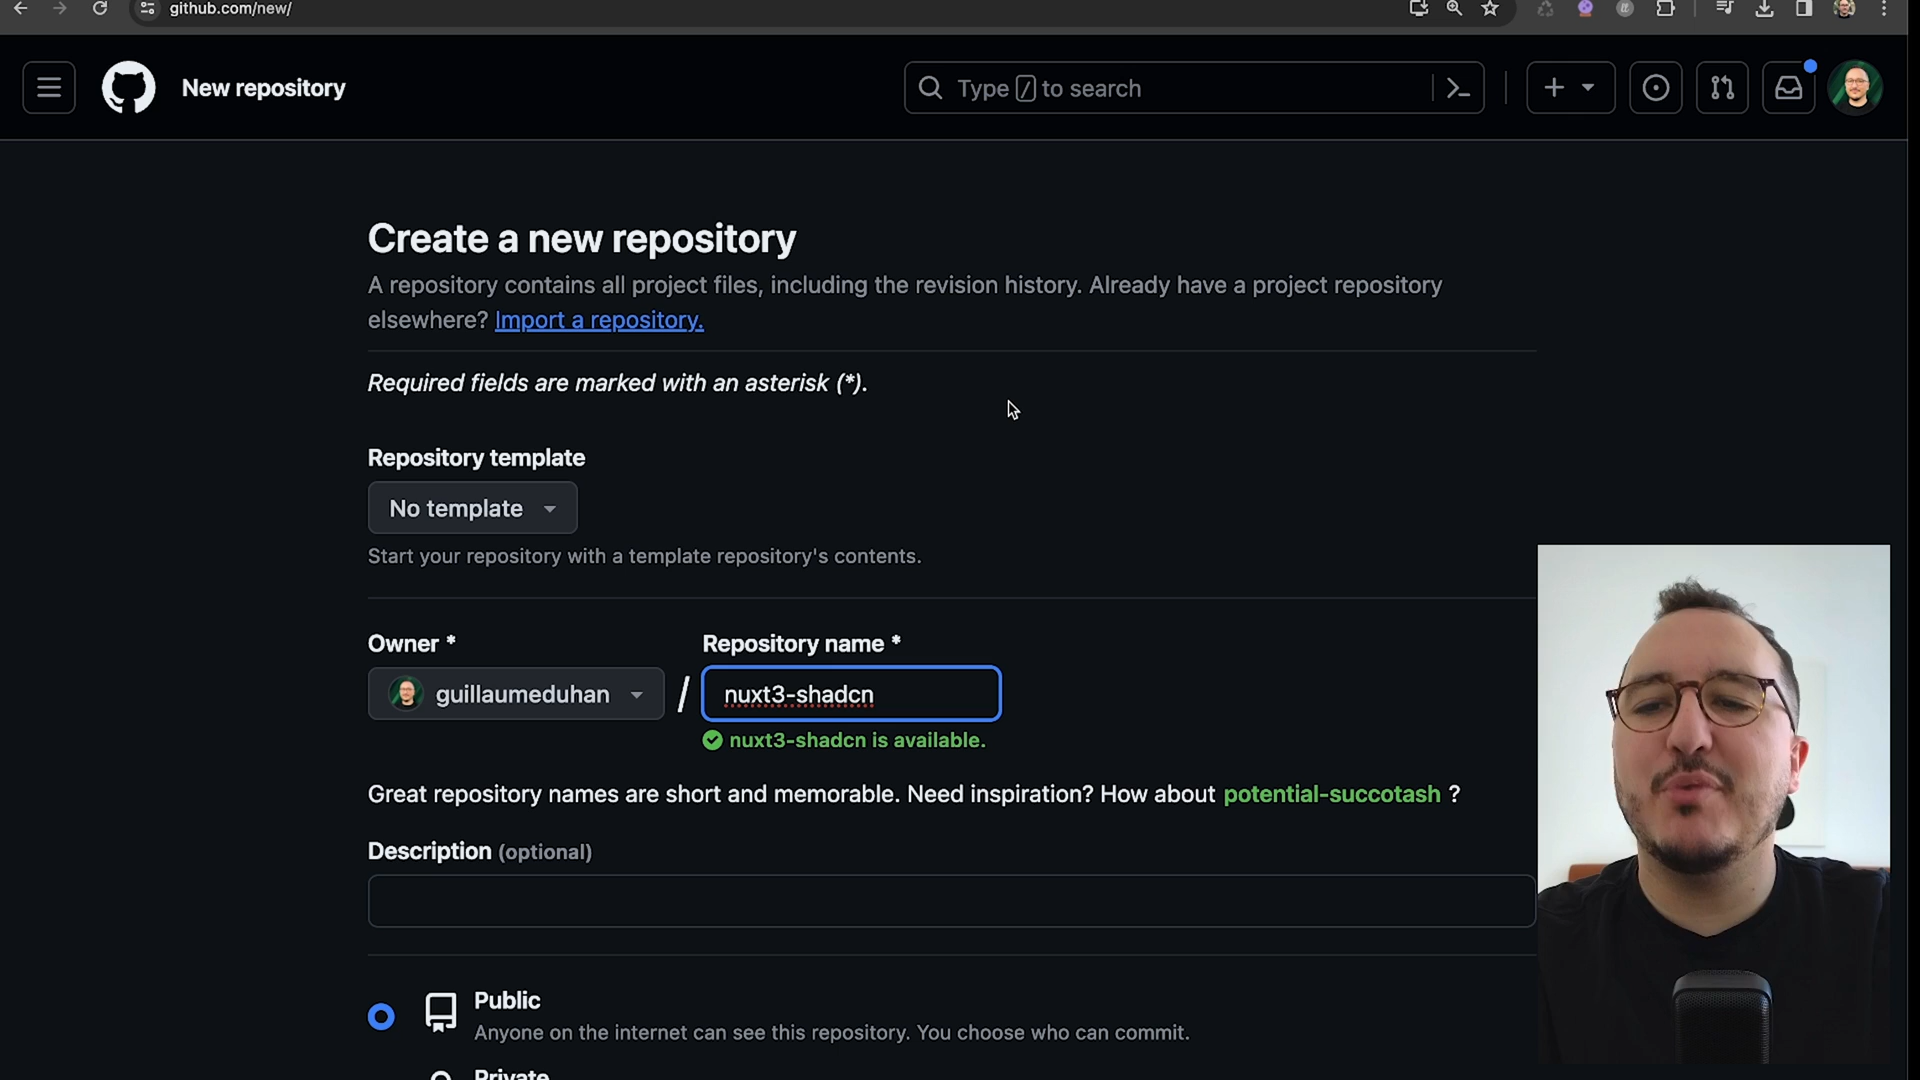 github.com/new/
New repository
Type / to search
Create a new repository
A repository contains all project files, including the revision history. Already have a project repository
elsewhere? Import a repository.
Required fields are marked with an asterisk (*).
Repository template
No template
Start your repository with a template repository's contents.
Owner *
Repository name *
guillaumeduhan / nuxt3-shadcn
nuxt3-shadcn is available.
Great repository names are short and memorable. Need inspiration? How about potential-succotash ?
Description (optional)
Public
Anyone on the internet can see this repository. You choose who can commit.
Private